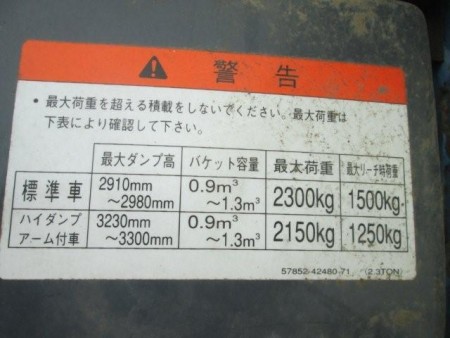 警告
・最大荷重を超える積載をしないでください。最大荷重は
下表により確認して下さい。
最大ダンプ高 バケット容量 最大荷重 最大リーチ時荷重
標準車 2910mm ～2980mm 0.9m³ ～1.3m³ 2300kg 1500kg
ハイダンプ アーム付車 3230mm ～3300mm 0.9m³ ～1.3m³ 2150kg 1250kg
57852-42480-71 (2.3TON)